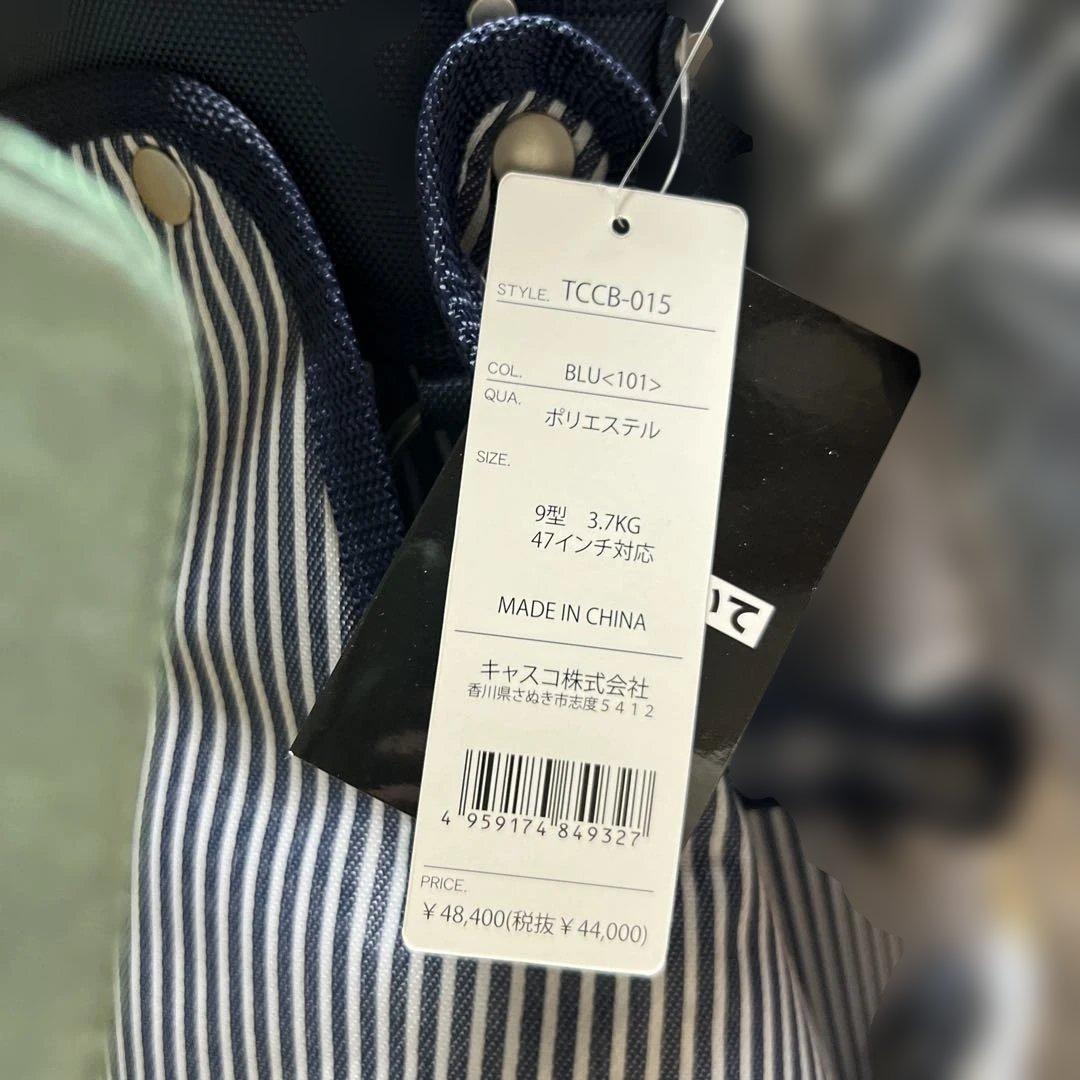 STYLE. TCCB-015
COL. BLU<101>
QUA. ポリエステル
SIZE.
9型 3.7KG
47インチ対応
MADE IN CHINA
キャスコ株式会社
香川県さぬき市志度5412
4 959174 849327
PRICE.
¥48,400(税抜¥44,000)